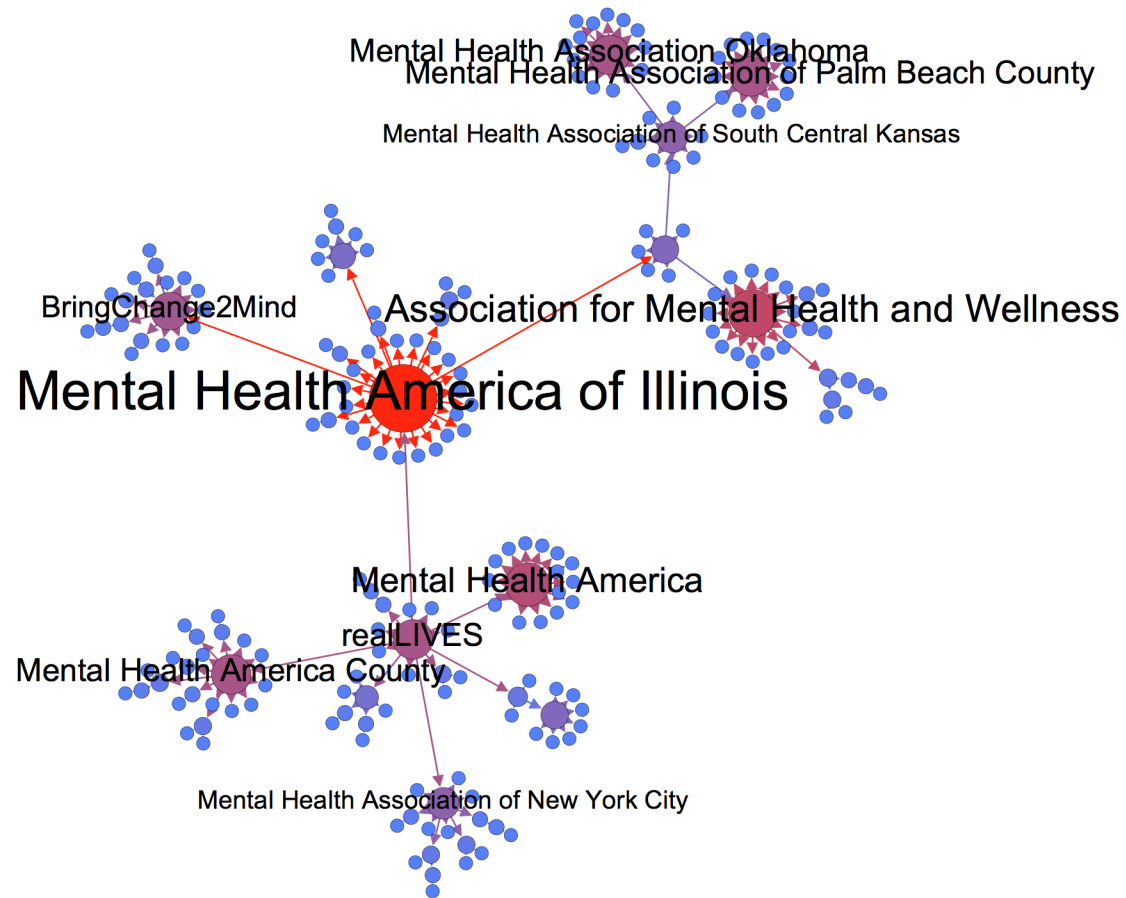 Mental Health Association Oklahoma
Mental Health Association of Palm Beach County
Mental Health Association of South Central Kansas
BringChange2Mind
Association for Mental Health and Wellness
Mental Health America of Illinois
Mental Health America
realLIVES
Mental Health America County
Mental Health Association of New York City